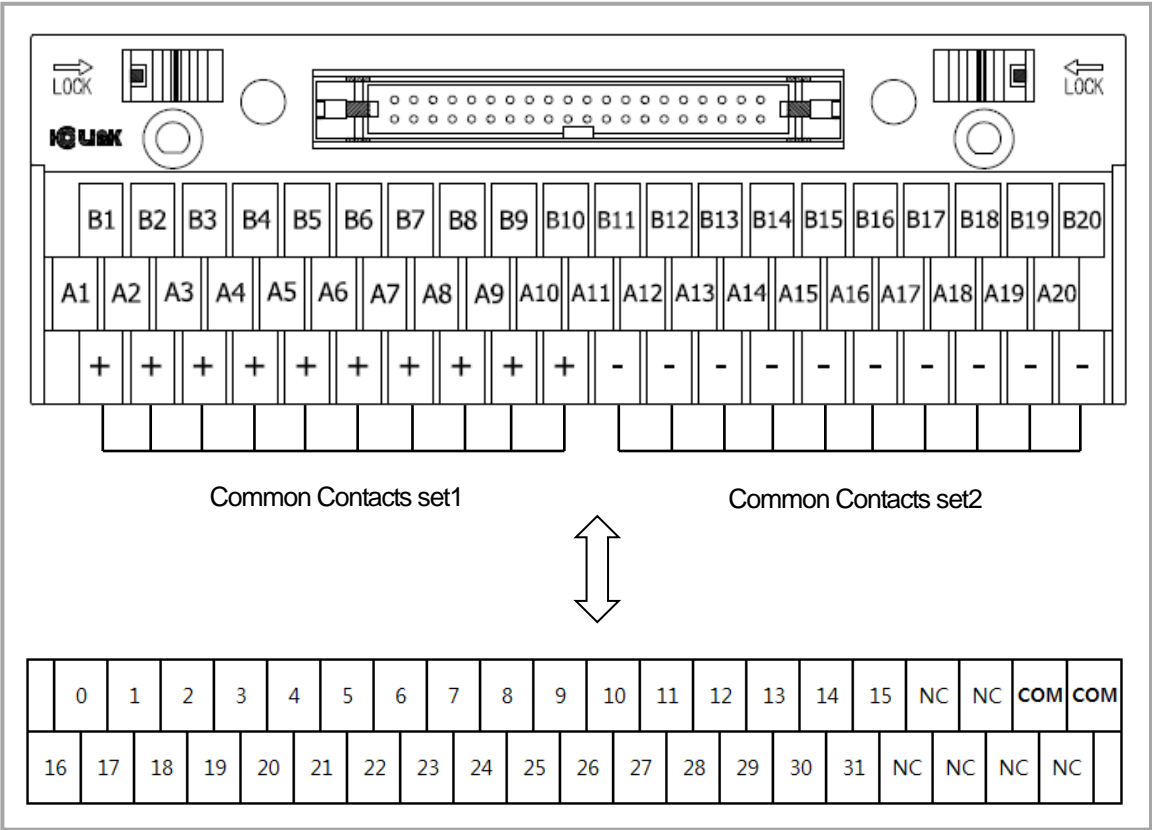 LOCK LOCK
B1 B2 B3 B4 B5 B6 B7 B8 B9 B10 B11 B12 B13 B14 B15 B16 B17 B18 B19 B20
A1 A2 A3 A4 A5 A6 A7 A8 A9 A10 A11 A12 A13 A14 A15 A16 A17 A18 A19 A20
+ + + + + + + + + + - - - - - - - - - -
Common Contacts set1 Common Contacts set2
0 1 2 3 4 5 6 7 8 9 10 11 12 13 14 15 NC NC COM COM
16 17 18 19 20 21 22 23 24 25 26 27 28 29 30 31 NC NC NC NC